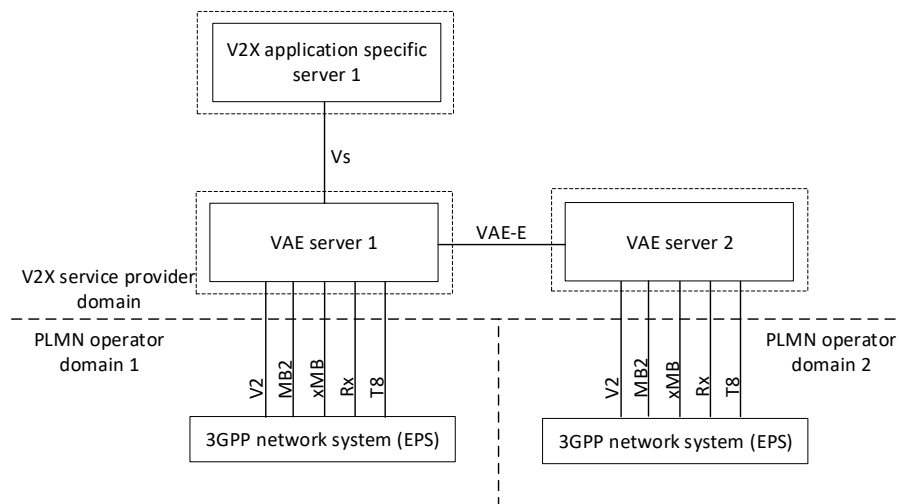 V2X application specific
server 1
Vs
VAE server 1
VAE-E
VAE server 2
V2X service provider
domain
PLMN operator
domain 1
PLMN operator
domain 2
V2
MB2
xMB
Rx
T8
V2
MB2
xMB
Rx
T8
3GPP network system (EPS)
3GPP network system (EPS)